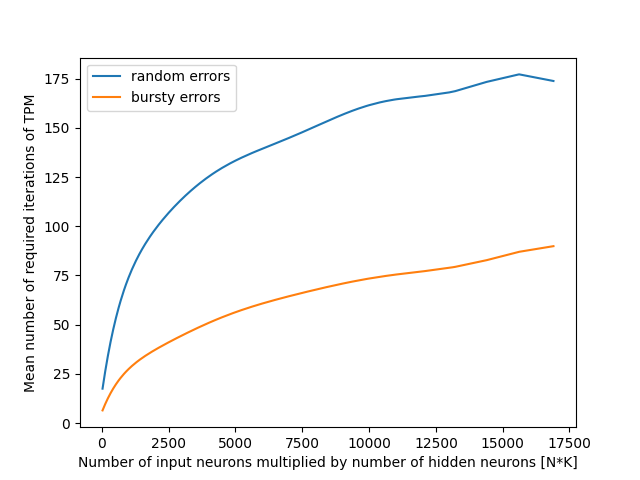 random errors
bursty errors
Mean number of required iterations of TPM
175
150
125
100
75
50
25
0
0 2500 5000 7500 10000 12500 15000 17500
Number of input neurons multiplied by number of hidden neurons [N*K]